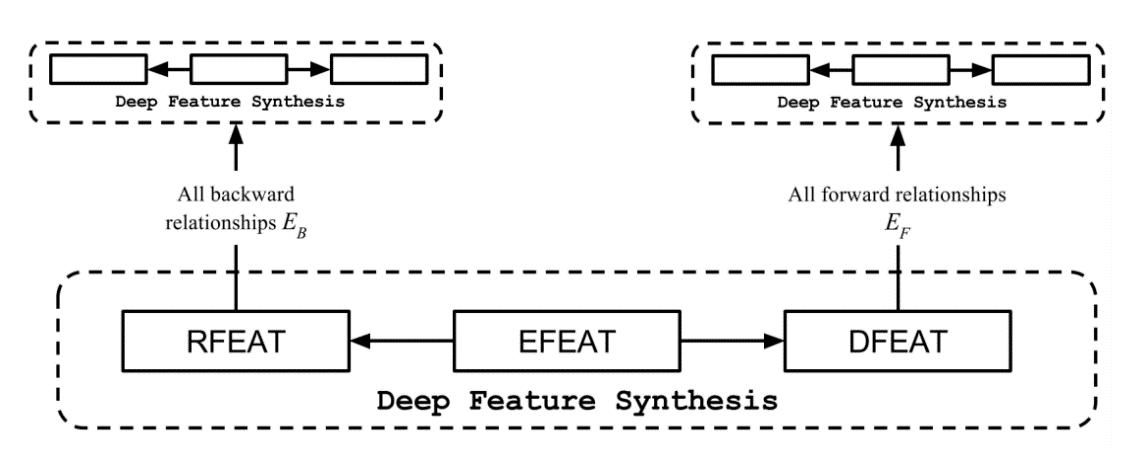 Deep Feature Synthesis
Deep Feature Synthesis
All backward
relationships E_B
All forward relationships
E_F
RFEAT
EFEAT
DFEAT
Deep Feature Synthesis